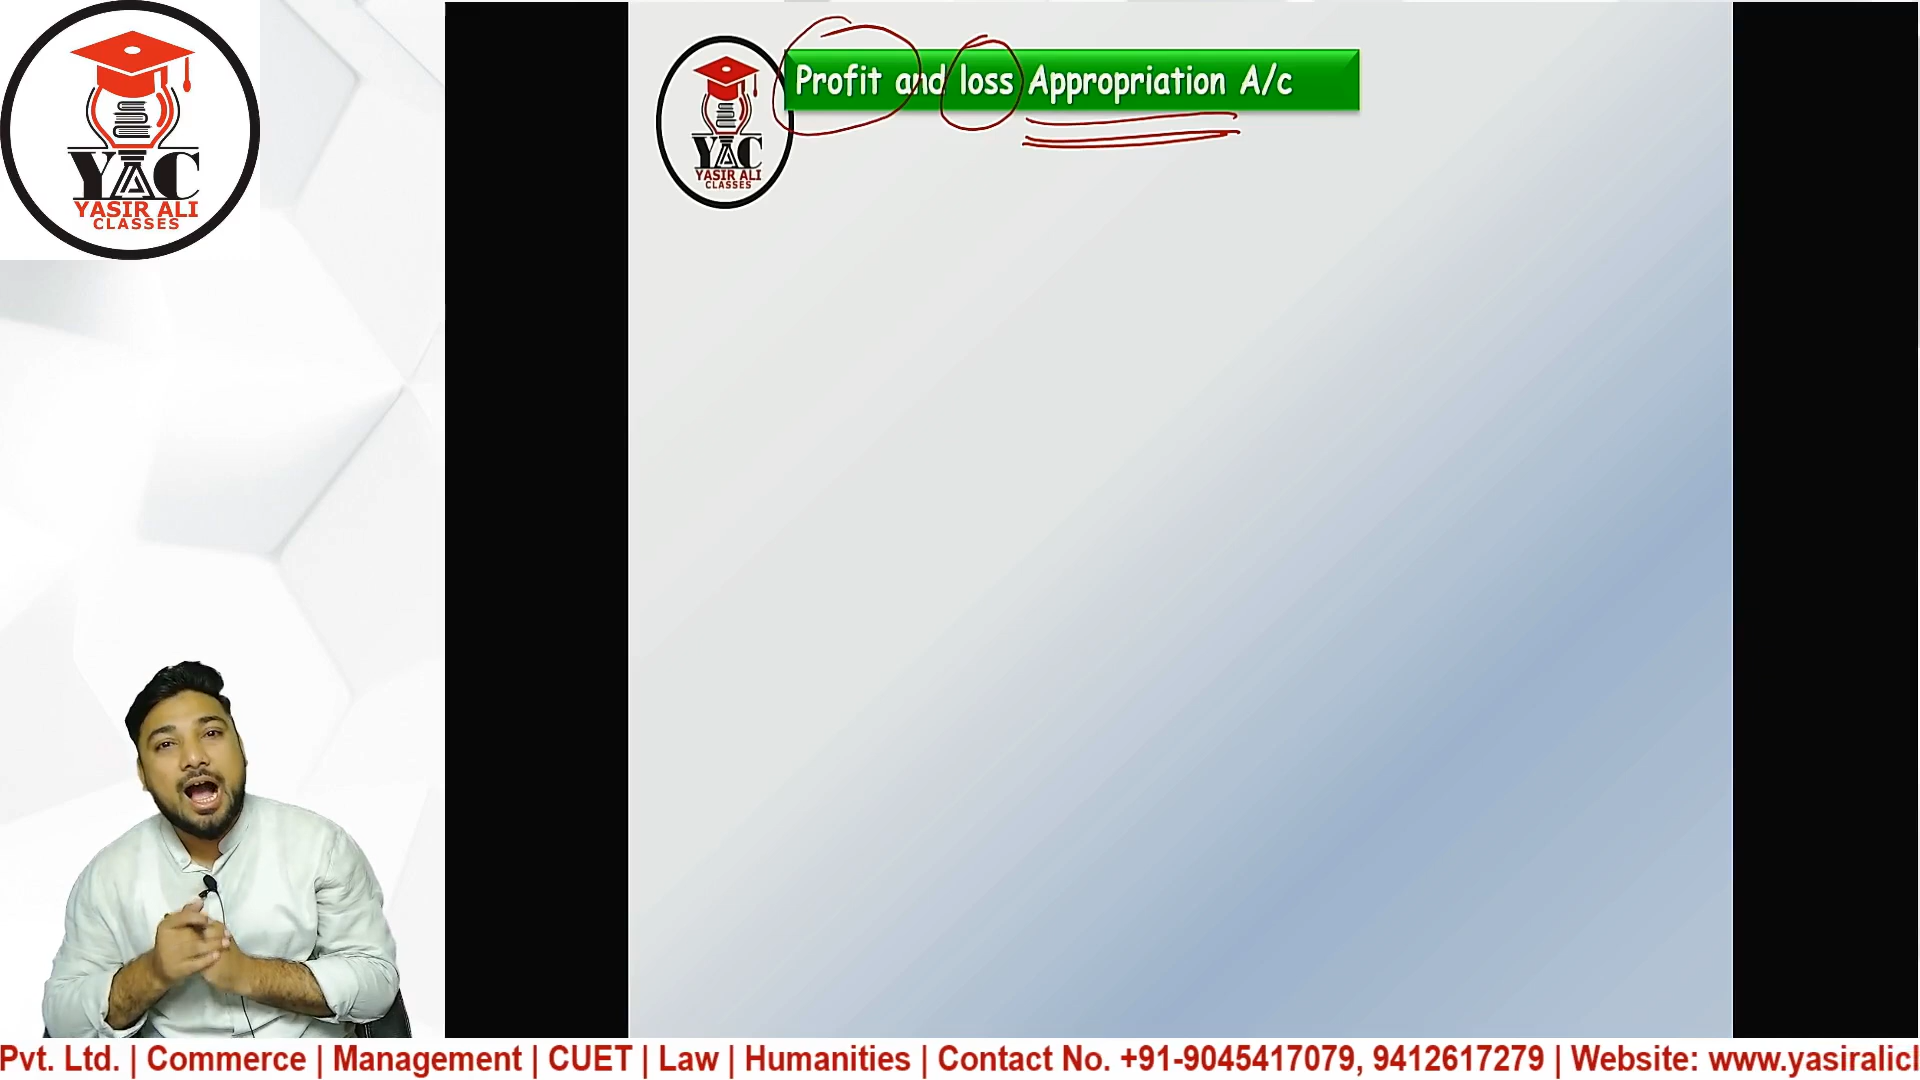 YAC
YASIR ALI
CLASSES
Profit and loss Appropriation A/c
YAC
YASIR ALI
CLASSES
Pvt. Ltd. | Commerce | Management | CUET | Law | Humanities | Contact No. +91-9045417079, 9412617279 | Website: www.yasiralicl